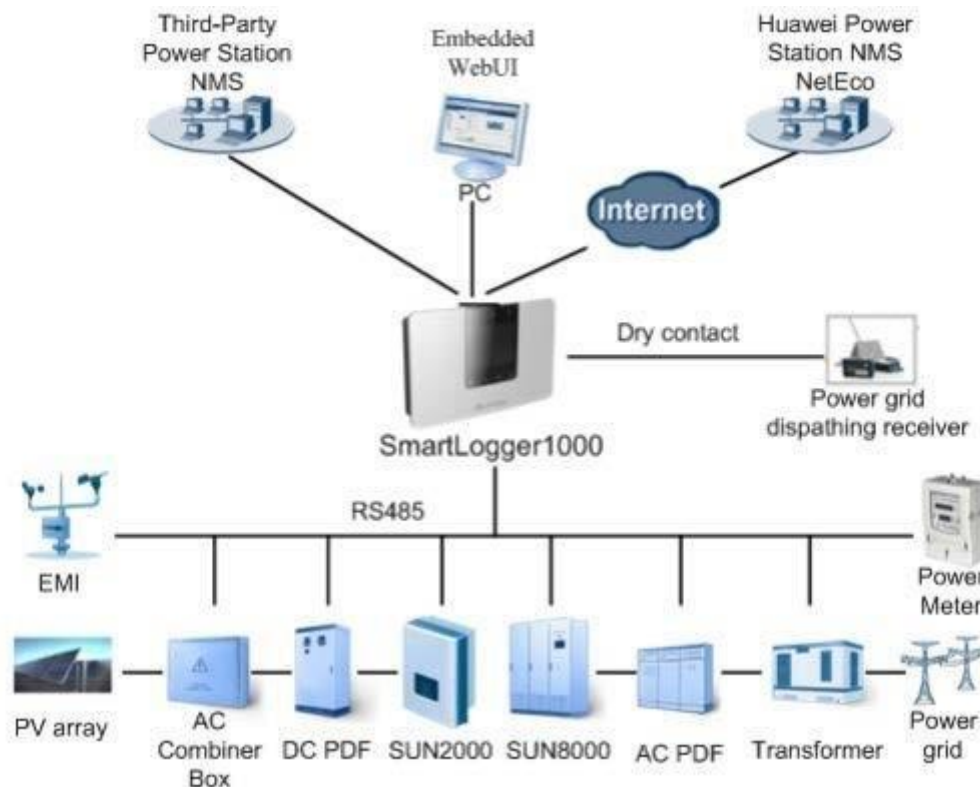 Third-Party
Power Station
NMS
Embedded
WebUI
Huawei Power
Station NMS
NetEco
PC
Internet
Dry contact
Power grid
dispathing receiver
SmartLogger1000
RS485
EMI
Power
Meter
PV array
AC
Combiner
Box
DC PDF
SUN2000
SUN8000
AC PDF
Transformer
Power
grid